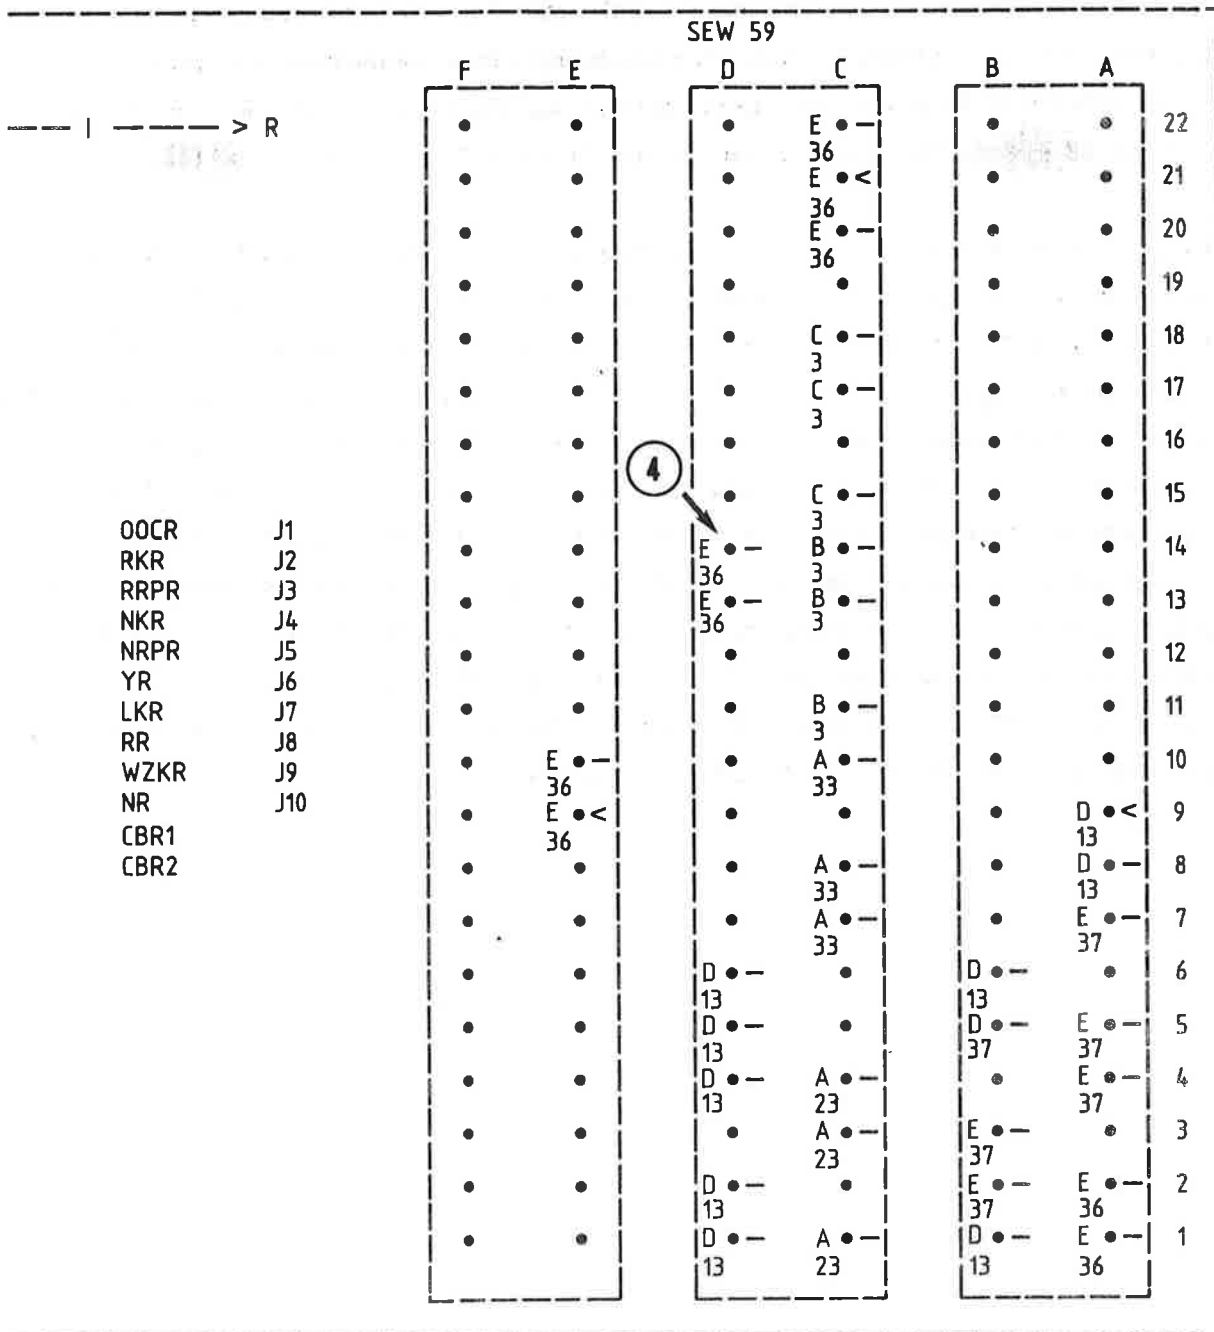 SEW 59
F E D C B A
— — — | — — — — — > R
E — 22
36
E < 21
36
E — 20
36
19
C — 18
3
C — 17
3
16
4
C — 15
3
OOCR J1
E — B — 14
36 3
RKR J2
RRPR J3
E — B — 13
36 3
NKR J4
NRPR J5
12
YR J6
LKR J7
B — 11
3
RR J8
E — A — 10
36 33
WZKR J9
NR J10
E < D < 9
36 13
CBR1
CBR2
A — D — 8
33 13
A — E — 7
33 37
D — D — 6
13 13
D — D — E — 5
13 37 37
D — A — E — 4
13 23 37
A — E — 3
23 37
D — E — E — 2
13 37 36
D — A — D — E — 1
13 23 13 36